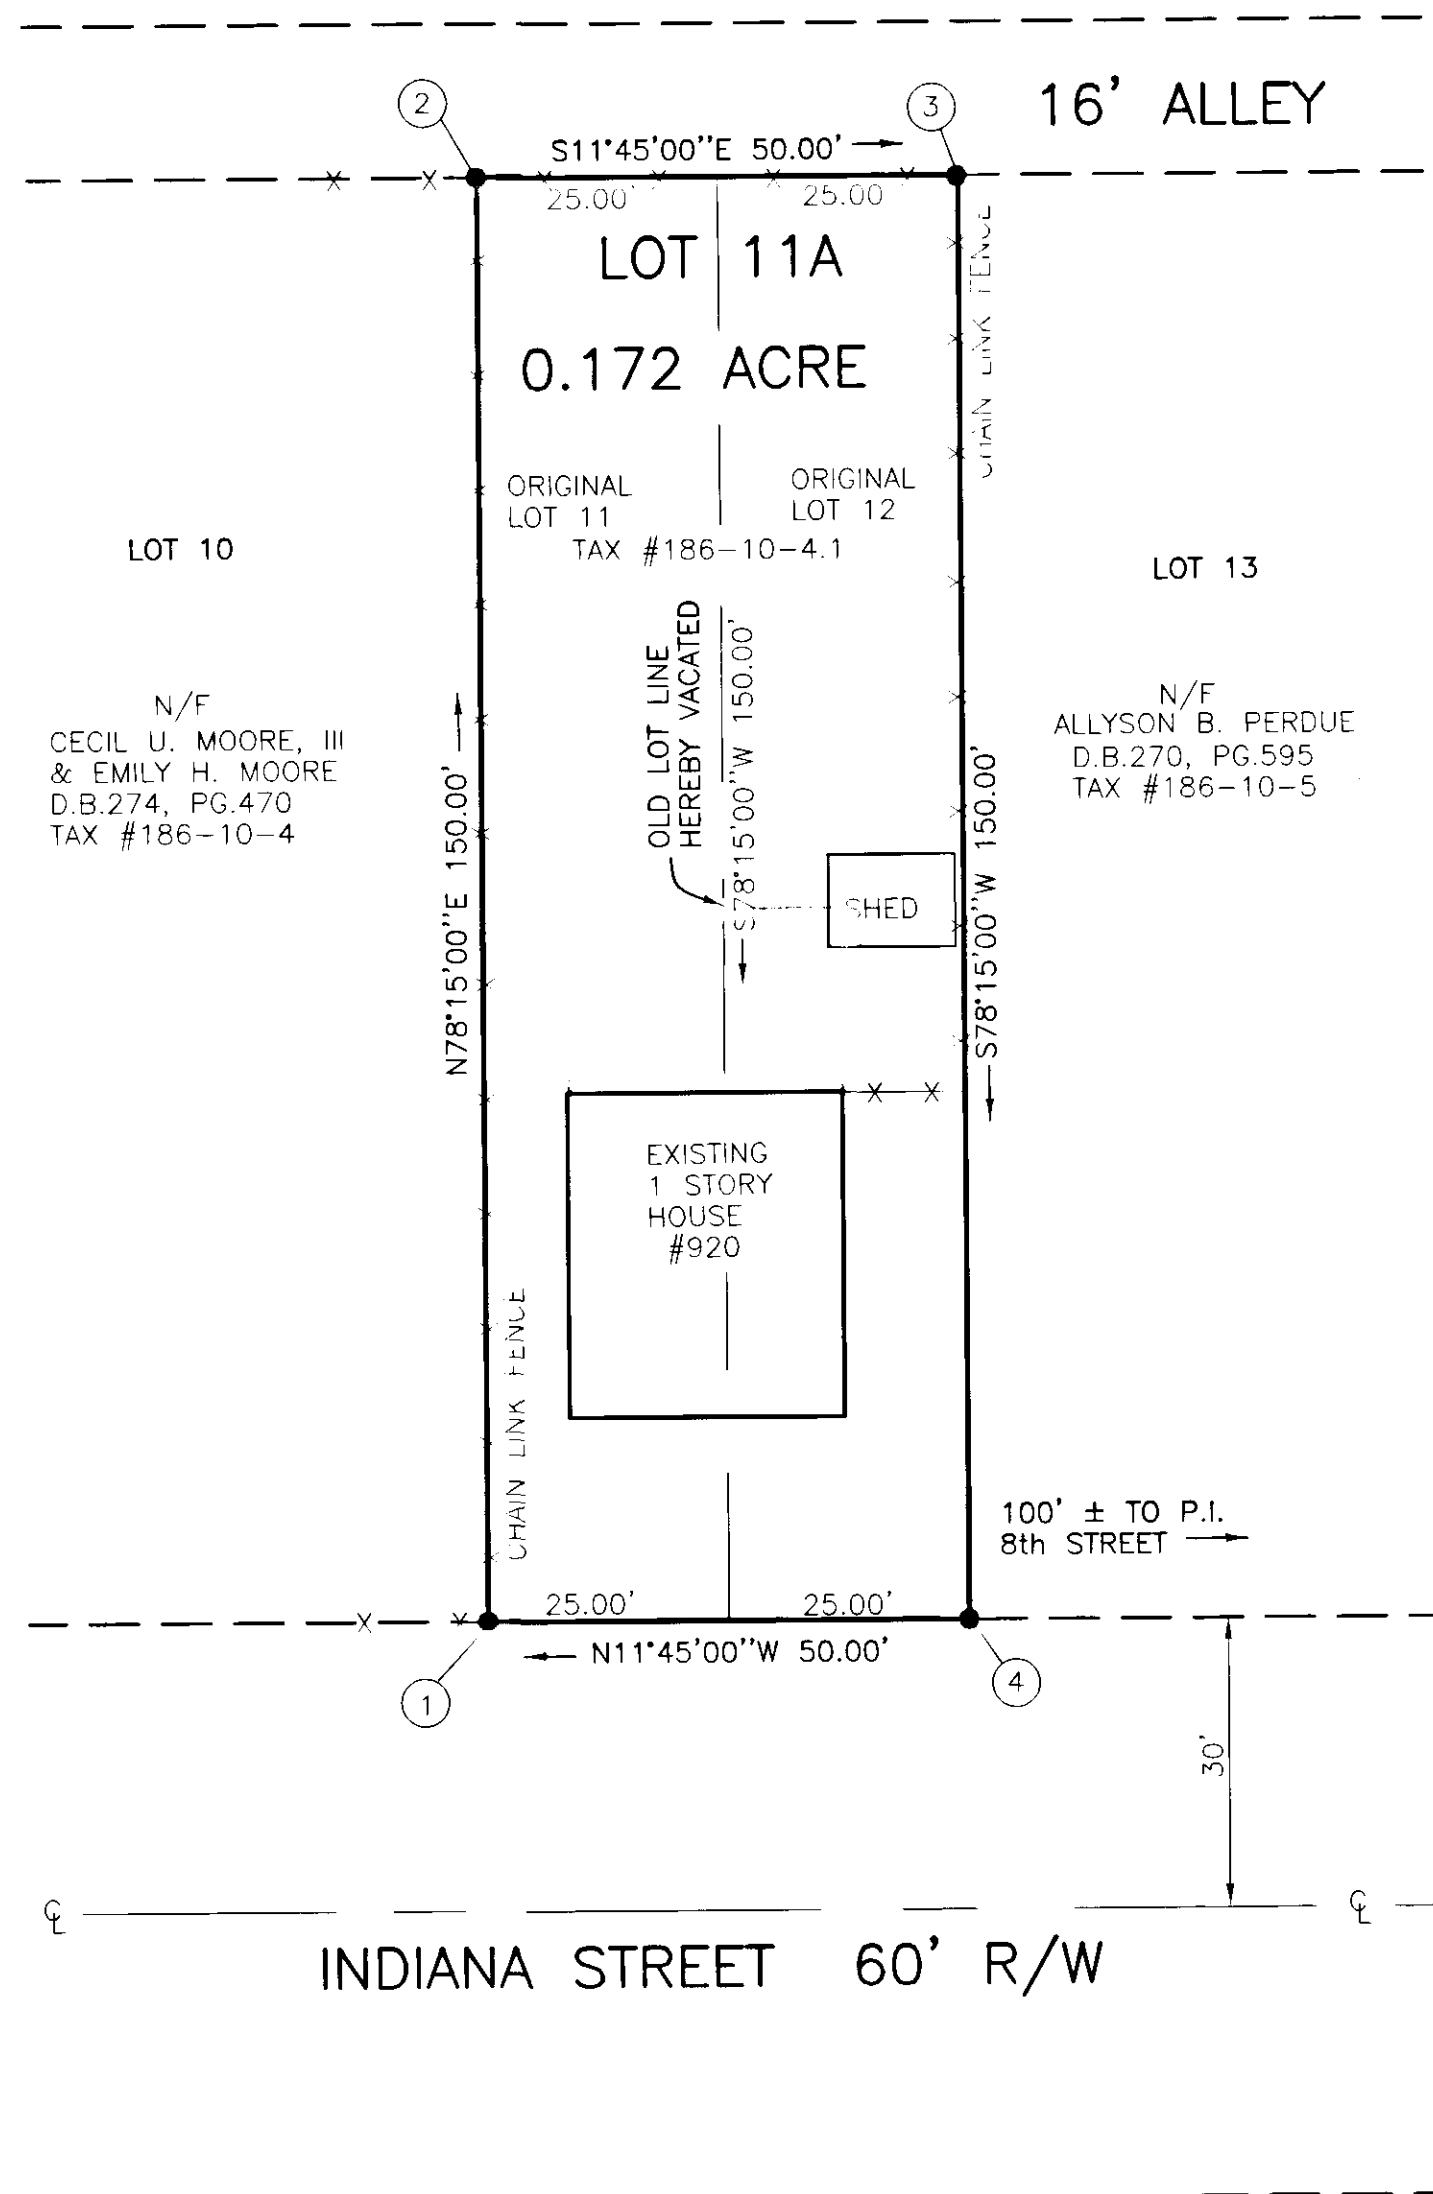 16' ALLEY
2
3
S11°45'00"E 50.00'
25.00'
25.00
LOT 11A
0.172 ACRE
CHAIN LINK FENCE
ORIGINAL
LOT 11
ORIGINAL
LOT 12
TAX #186-10-4.1
LOT 10
LOT 13
N/F
CECIL U. MOORE, III
& EMILY H. MOORE
D.B.274, PG.470
TAX #186-10-4
N/F
ALLYSON B. PERDUE
D.B.270, PG.595
TAX #186-10-5
OLD LOT LINE
HEREBY VACATED
S78°15'00"W 150.00'
N78°15'00"E 150.00'
S78°15'00"W 150.00'
SHED
EXISTING
1 STORY
HOUSE
#920
CHAIN LINK FENCE
100' ± TO P.I.
8th STREET
25.00'
25.00'
N11°45'00"W 50.00'
1
4
30'
℄
℄
INDIANA STREET 60' R/W